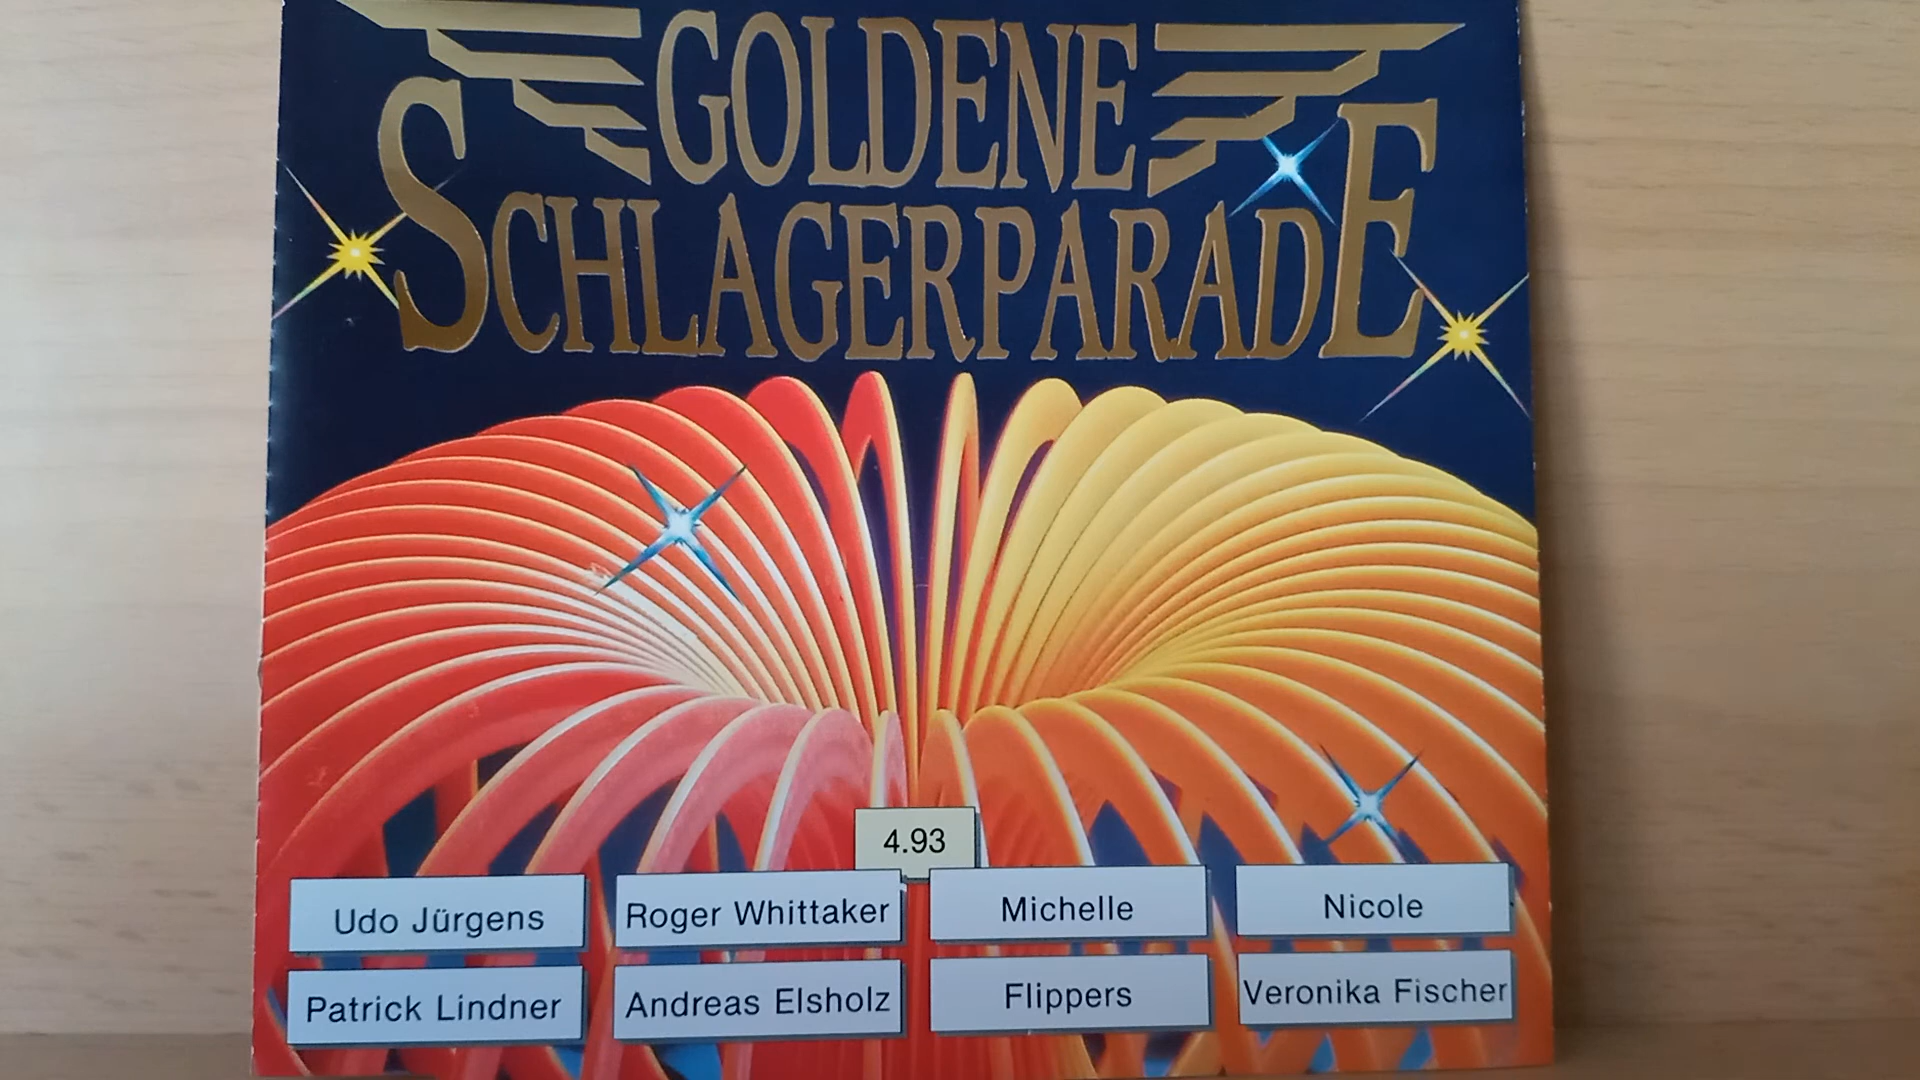 GOLDENE
SCHLAGERPARADE
4.93
Udo Jürgens
Roger Whittaker
Michelle
Nicole
Patrick Lindner
Andreas Elsholz
Flippers
Veronika Fischer